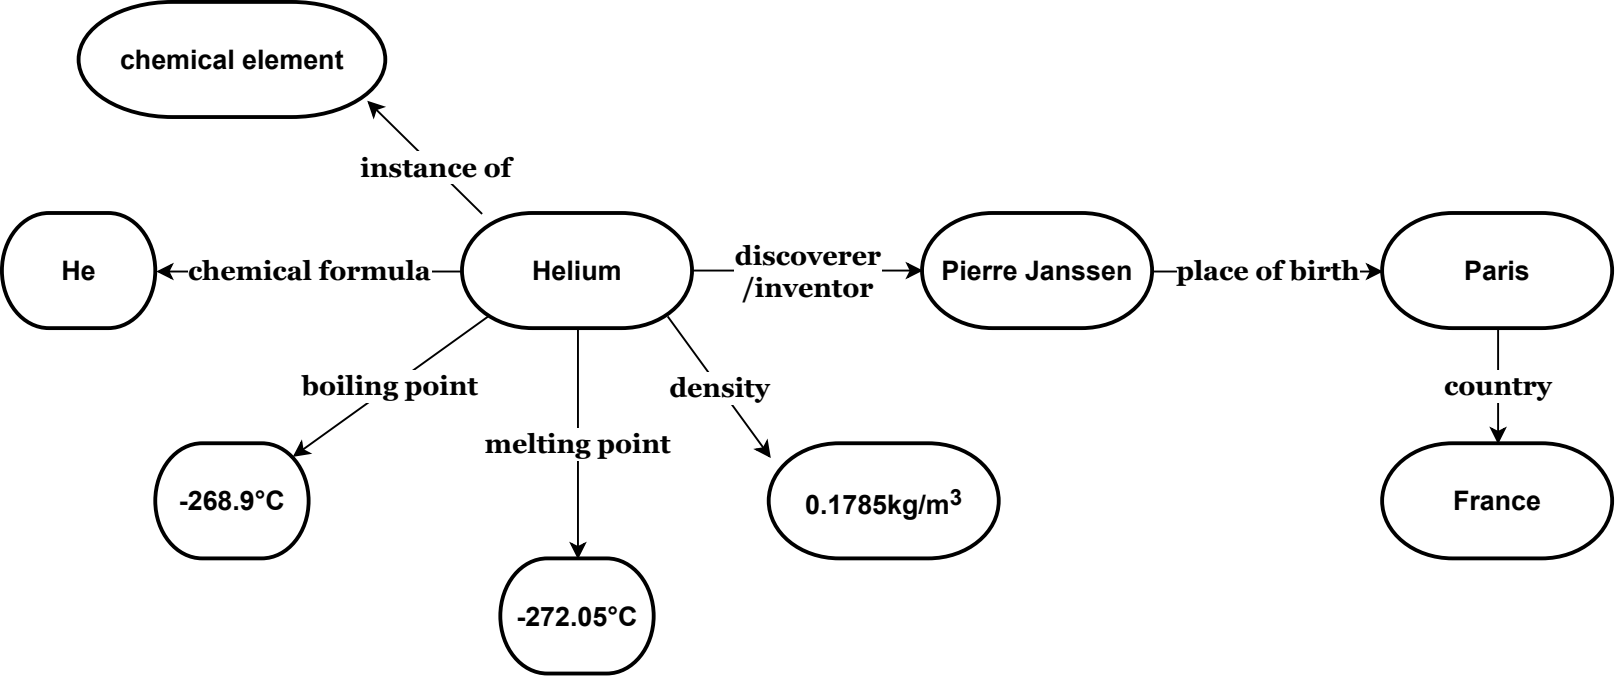 chemical element
instance of
He
chemical formula
Helium
discoverer
/inventor
Pierre Janssen
place of birth
Paris
boiling point
density
country
melting point
-268.9°C
0.1785kg/m³
France
-272.05°C